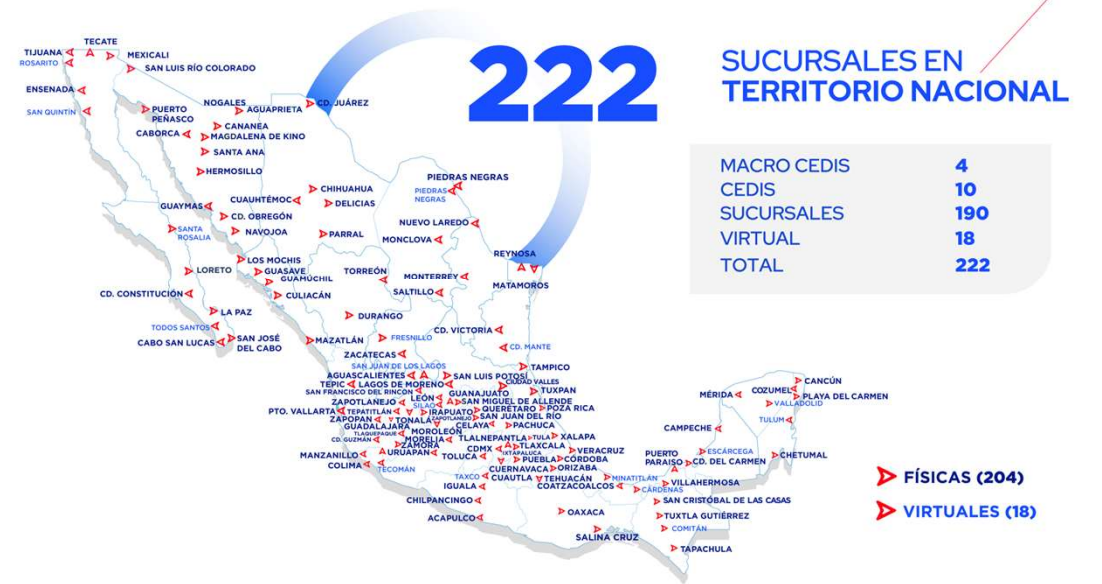 222
SUCURSALES EN
TERRITORIO NACIONAL
MACRO CEDIS 4
CEDIS 10
SUCURSALES 190
VIRTUAL 18
TOTAL 222
TECATE
TIJUANA
MEXICALI
ROSARITO
SAN LUIS RÍO COLORADO
ENSENADA
SAN QUINTÍN
PUERTO
PEÑASCO
NOGALES
AGUAPRIETA
CD. JUÁREZ
CANANEA
CABORCA
MAGDALENA DE KINO
SANTA ANA
HERMOSILLO
PIEDRAS NEGRAS
PIEDRAS
NEGRAS
CHIHUAHUA
CUAUHTÉMOC
DELICIAS
GUAYMAS
CD. OBREGÓN
NUEVO LAREDO
SANTA
ROSALIA
NAVOJOA
PARRAL
MONCLOVA
REYNOSA
LOS MOCHIS
LORETO
GUASAVE
GUAMÚCHIL
TORREÓN
MONTERREY
MATAMOROS
CD. CONSTITUCIÓN
CULIACÁN
SALTILLO
LA PAZ
DURANGO
TODOS SANTOS
CD. VICTORIA
CABO SAN LUCAS
SAN JOSÉ
DEL CABO
MAZATLÁN
FRESNILLO
CD. MANTE
ZACATECAS
SAN JUAN DE LOS LAGOS
TAMPICO
AGUASCALIENTES
SAN LUIS POTOSÍ
TEPIC
LAGOS DE MORENO
CIUDAD VALLES
SAN FRANCISCO DEL RINCÓN
GUANAJUATO
TUXPAN
ZAPOTLANEJO
LEÓN
SAN MIGUEL DE ALLENDE
SILAO
PTO. VALLARTA
TEPATITLÁN
IRAPUATO
QUERÉTARO
POZA RICA
ZAPOPAN
TONALÁ
ZAPOTLANEJO
SAN JUAN DEL RÍO
GUADALAJARA
CELAYA
PACHUCA
TLAQUEPAQUE
MOROLEÓN
CD. GUZMÁN
MORELIA
TLALNEPANTLA
TULA
XALAPA
ZAMORA
CDMX
TLAXCALA
MANZANILLO
URUAPAN
TOLUCA
IXTAPALUCA
VERACRUZ
COLIMA
TECOMÁN
PUEBLA
CÓRDOBA
CUERNAVACA
ORIZABA
TAXCO
CUAUTLA
TEHUACÁN
IGUALA
COATZACOALCOS
MINATITLÁN
CÁRDENAS
CHILPANCINGO
ACAPULCO
OAXACA
SALINA CRUZ
CANCÚN
COZUMEL
MÉRIDA
PLAYA DEL CARMEN
VALLADOLID
TULUM
CAMPECHE
ESCÁRCEGA
PUERTO
PARAISO
CD. DEL CARMEN
CHETUMAL
VILLAHERMOSA
SAN CRISTÓBAL DE LAS CASAS
TUXTLA GUTIÉRREZ
COMITÁN
TAPACHULA
FÍSICAS (204)
VIRTUALES (18)